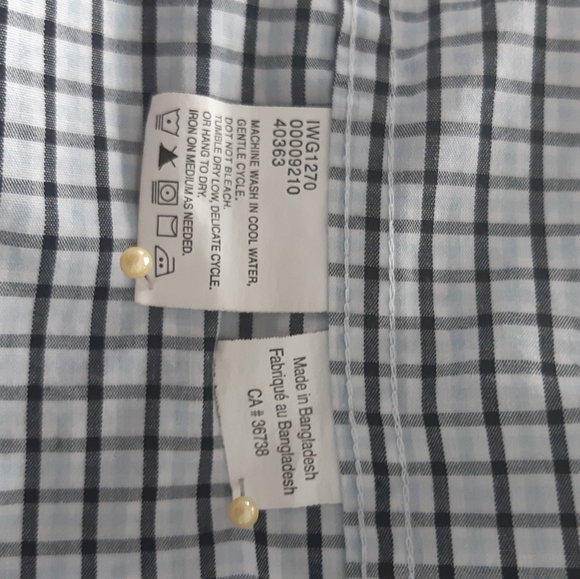 IWG1270
00009210
40363
MACHINE WASH IN COOL WATER,
GENTLE CYCLE.
DOT NOT BLEACH.
TUMBLE DRY LOW, DELICATE CYCLE.
OR HANG TO DRY.
IRON ON MEDIUM AS NEEDED.
Made in Bangladesh
Fabriqué au Bangladesh
CA # 36738